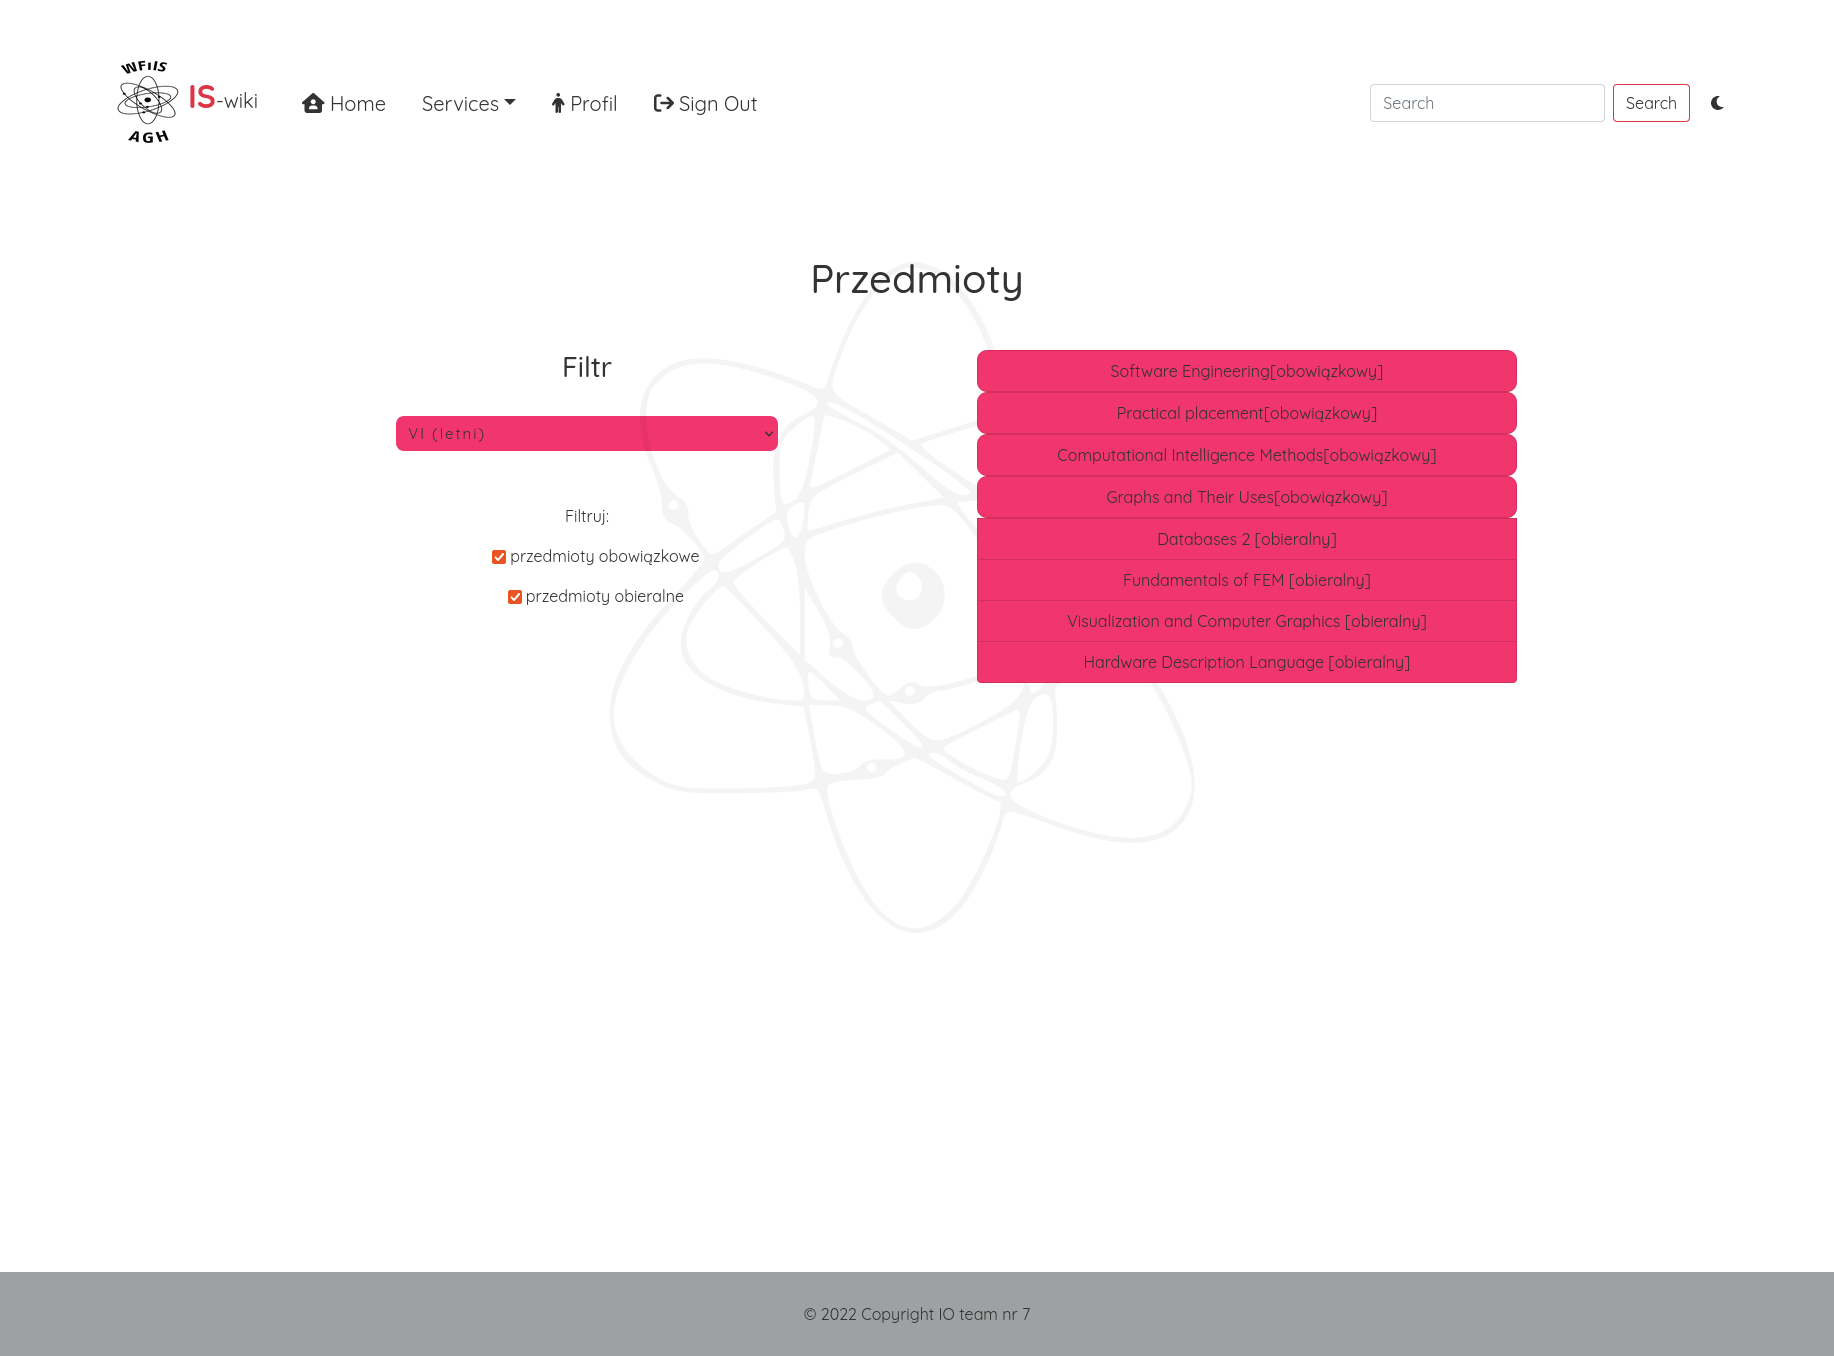 WFiIS
AGH
IS-wiki
Home
Services
Profil
Sign Out
Search
Search
Przedmioty
Filtr
VI (letni)
Filtruj:
przedmioty obowiązkowe
przedmioty obieralne
Software Engineering[obowiązkowy]
Practical placement[obowiązkowy]
Computational Intelligence Methods[obowiązkowy]
Graphs and Their Uses[obowiązkowy]
Databases 2 [obieralny]
Fundamentals of FEM [obieralny]
Visualization and Computer Graphics [obieralny]
Hardware Description Language [obieralny]
© 2022 Copyright IO team nr 7